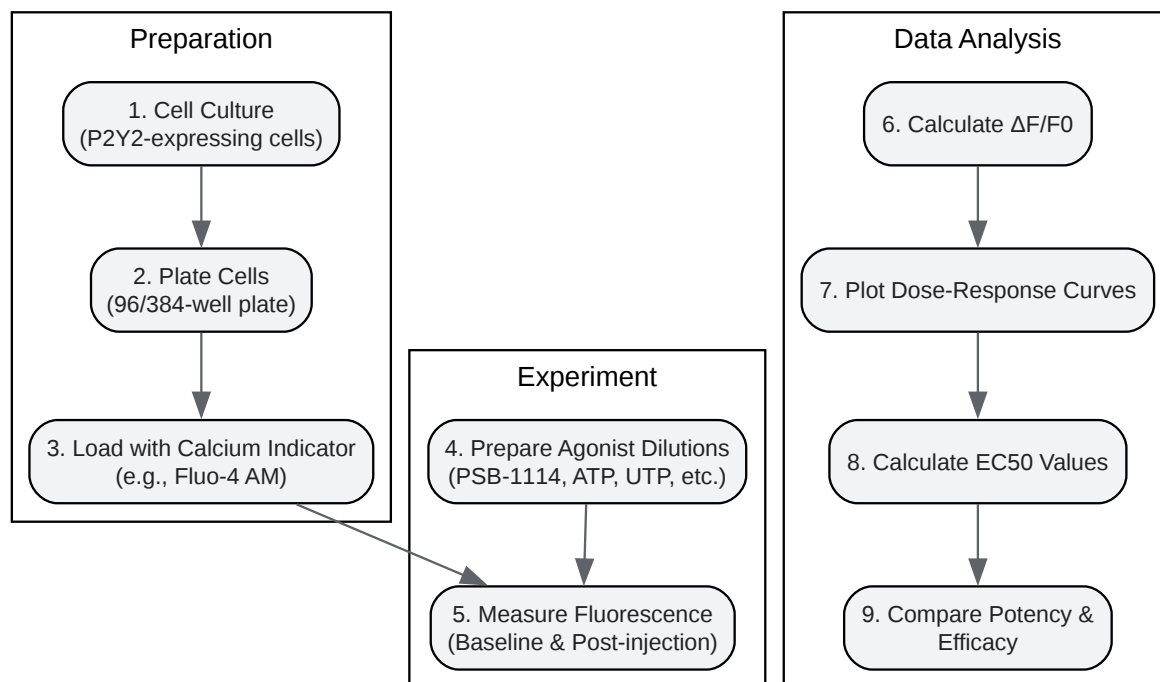 Preparation
1. Cell Culture
(P2Y2-expressing cells)
2. Plate Cells
(96/384-well plate)
3. Load with Calcium Indicator
(e.g., Fluo-4 AM)
Experiment
4. Prepare Agonist Dilutions
(PSB-1114, ATP, UTP, etc.)
5. Measure Fluorescence
(Baseline & Post-injection)
Data Analysis
6. Calculate ΔF/F0
7. Plot Dose-Response Curves
8. Calculate EC50 Values
9. Compare Potency &
Efficacy